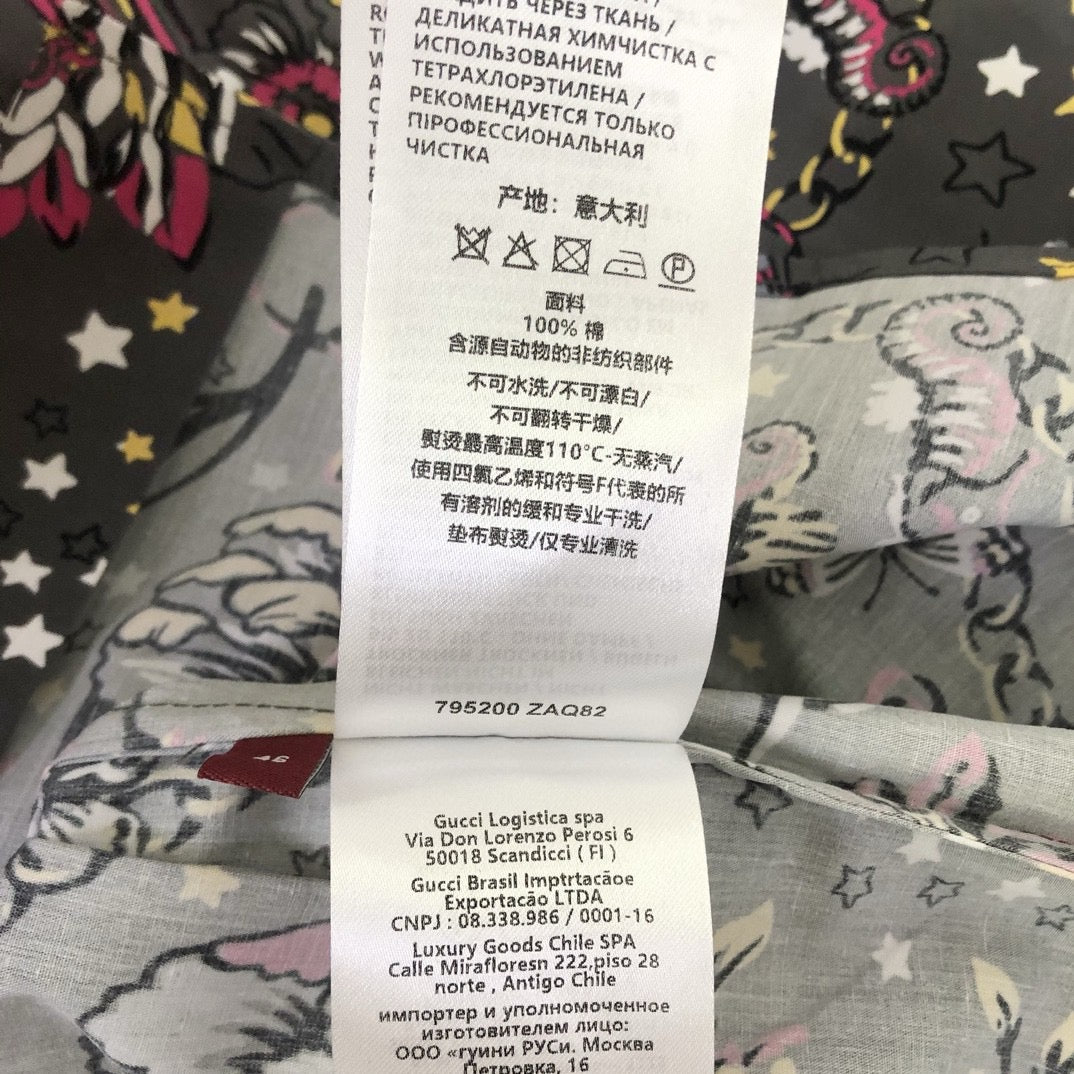 ДИТЬ ЧЕРЕЗ ТКАНЬ /
ДЕЛИКАТНАЯ ХИМЧИСТКА С
ИСПОЛЬЗОВАНИЕМ
ТЕТРАХЛОРЭТИЛЕНА /
РЕКОМЕНДУЕТСЯ ТОЛЬКО
ПІРОФЕССИОНАЛЬНАЯ
ЧИСТКА
产地：意大利
P
面料
100% 棉
含源自动物的非纺织部件
不可水洗/不可漂白/
不可翻转干燥/
熨烫最高温度110°C-无蒸汽/
使用四氯乙烯和符号F代表的所
有溶剂的缓和专业干洗/
垫布熨烫/仅专业清洗
795200 ZAQ82
46
Gucci Logistica spa
Via Don Lorenzo Perosi 6
50018 Scandicci ( FI )
Gucci Brasil Imptrtacãoe
Exportacão LTDA
CNPJ : 08.338.986 / 0001-16
Luxury Goods Chile SPA
Calle Mirafloresn 222,piso 28
norte , Antigo Chile
импортер и уполномоченное
изготовителем лицо:
ООО «гуини РУСи. Москва
Петровка, 16